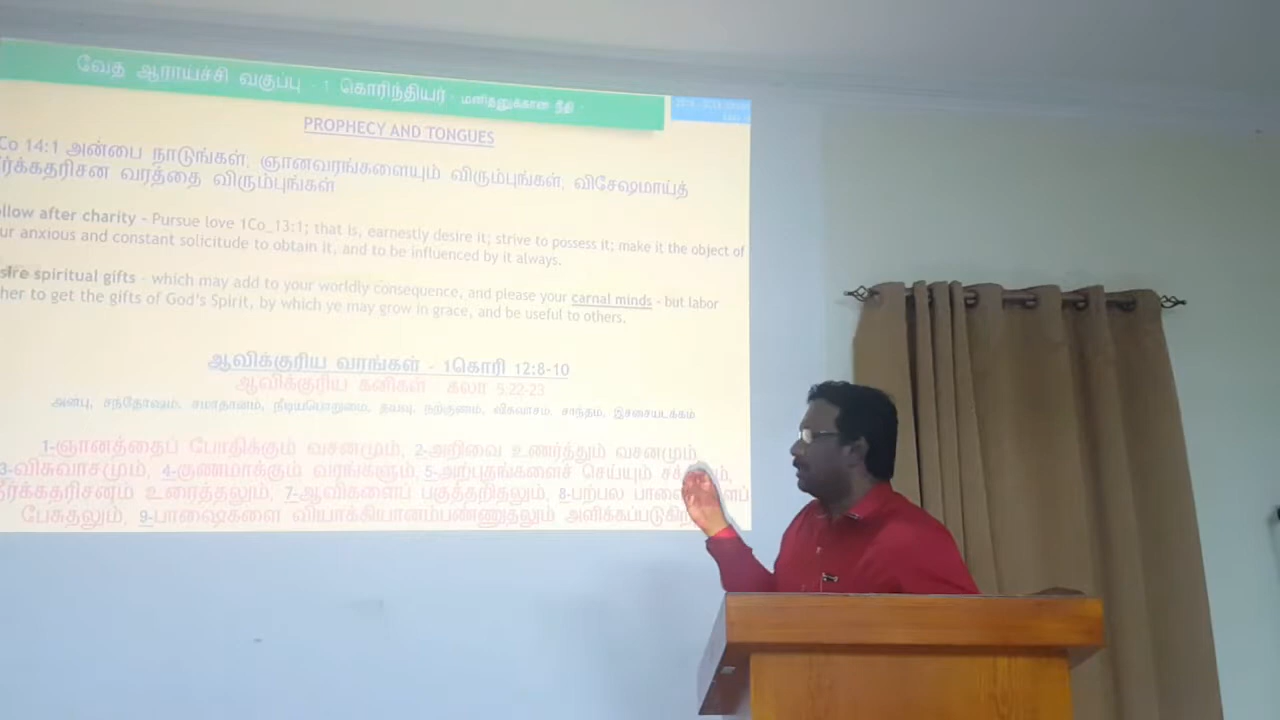 வேத ஆராய்ச்சி வகுப்பு - 1 கொரிந்தியர் - மனிதனுக்கான நீதி -
PROPHECY AND TONGUES
Co 14:1 அன்பை நாடுங்கள், ஞானவரங்களையும் விரும்புங்கள், விசேஷமாய்த்
ர்க்கதரிசன வரத்தை விரும்புங்கள்
llow after charity - Pursue love 1Co_13:1; that is, earnestly desire it; strive to possess it; make it the object of
ur anxious and constant solicitude to obtain it, and to be influenced by it always.
sire spiritual gifts - which may add to your worldly consequence, and please your carnal minds - but labor
her to get the gifts of God's Spirit, by which ye may grow in grace, and be useful to others.
ஆவிக்குரிய வரங்கள் - 1கொரி 12:8-10
ஆவிக்குரிய கனிகள் - கலா 5:22-23
அன்பு, சந்தோஷம், சமாதானம், நீடியபொறுமை, தயவு, நற்குணம், விசுவாசம், சாந்தம், இச்சையடக்கம்
1-ஞானத்தைப் போதிக்கும் வசனமும், 2-அறிவை உணர்த்தும் வசனமும்,
3-விசுவாசமும், 4-குணமாக்கும் வரங்களும், 5-அற்புதங்களைச் செய்யும்
ர்க்கதரிசனம் உரைத்தலும், 7-ஆவிகளைப் பகுத்தறிதலும், 8-பற்பல
பேசுதலும், 9-பாஷைகளை வியாக்கியானம்பண்ணுதலும்